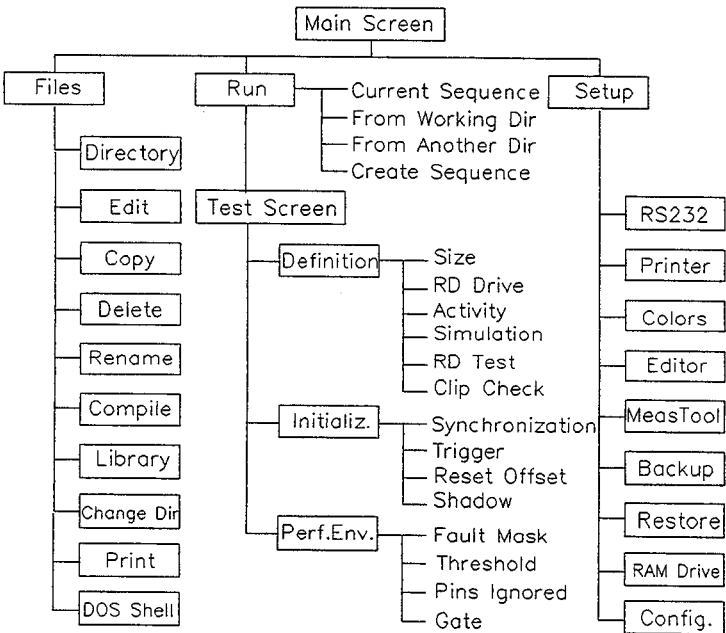 Main Screen
Files
Directory
Edit
Copy
Delete
Rename
Compile
Library
Change Dir
Print
DOS Shell
Run
Current Sequence
From Working Dir
From Another Dir
Create Sequence
Test Screen
Definition
Size
RD Drive
Activity
Simulation
RD Test
Clip Check
Initializ.
Synchronization
Trigger
Reset Offset
Shadow
Perf.Env.
Fault Mask
Threshold
Pins Ignored
Gate
Setup
RS232
Printer
Colors
Editor
MeasTool
Backup
Restore
RAM Drive
Config.